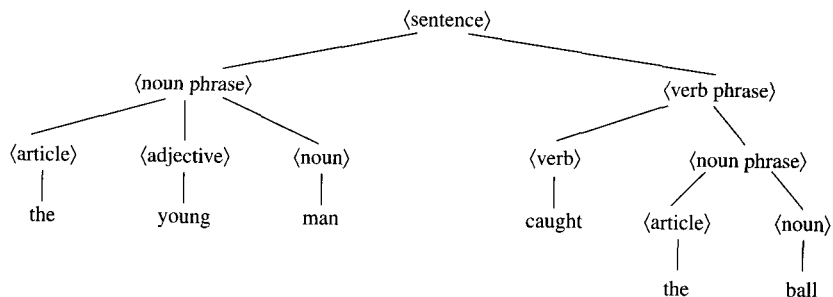 ⟨sentence⟩
⟨noun phrase⟩ ⟨verb phrase⟩
⟨article⟩ ⟨adjective⟩ ⟨noun⟩ ⟨verb⟩ ⟨noun phrase⟩
the young man caught ⟨article⟩ ⟨noun⟩
the ball